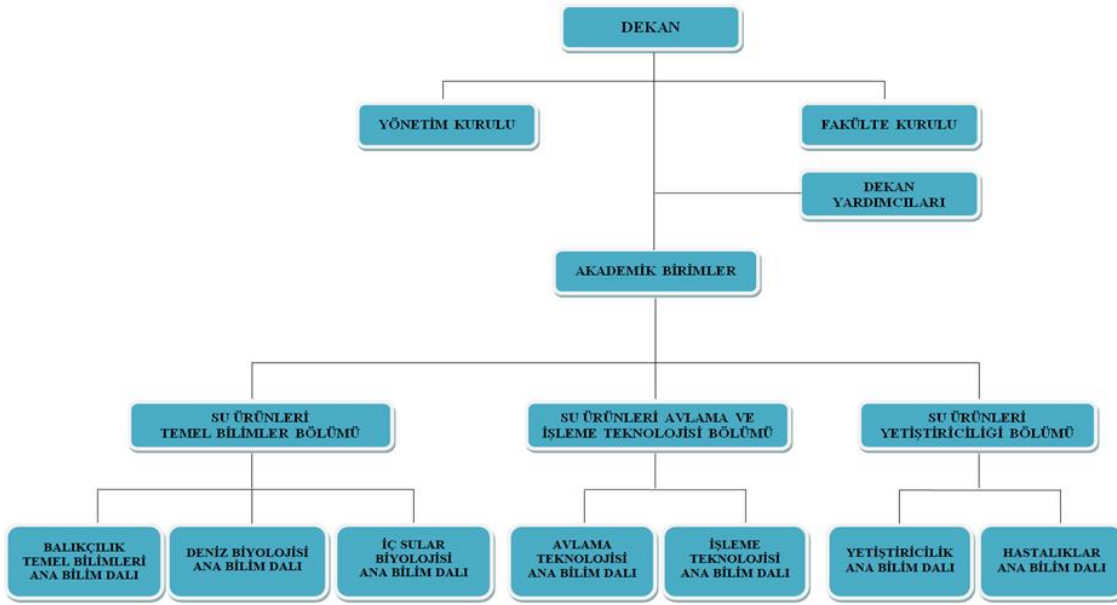 DEKAN
YÖNETİM KURULU
FAKÜLTE KURULU
DEKAN
YARDIMCILARI
AKADEMİK BİRİMLER
SU ÜRÜNLERİ
TEMEL BİLİMLER BÖLÜMÜ
SU ÜRÜNLERİ AVLAMA VE
İŞLEME TEKNOLOJİSİ BÖLÜMÜ
SU ÜRÜNLERİ
YETİŞTİRİCİLİĞİ BÖLÜMÜ
BALIKÇILIK
TEMEL BİLİMLERİ
ANA BİLİM DALI
DENİZ BİYOLOJİSİ
ANA BİLİM DALI
İÇ SULAR
BİYOLOJİSİ
ANA BİLİM DALI
AVLAMA
TEKNOLOJİSİ
ANA BİLİM DALI
İŞLEME
TEKNOLOJİSİ
ANA BİLİM DALI
YETİŞTİRİCİLİK
ANA BİLİM DALI
HASTALIKLAR
ANA BİLİM DALI